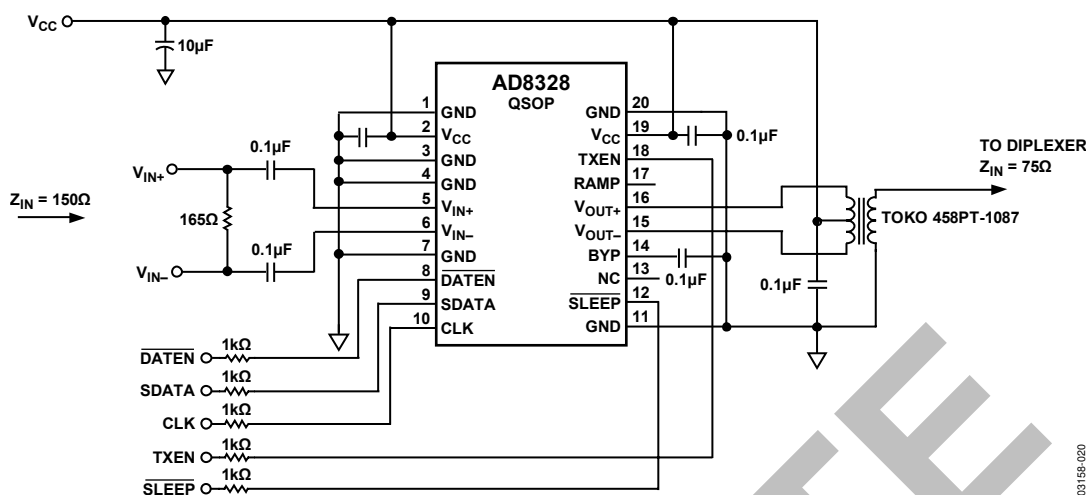 VCC
10µF
AD8328
QSOP
1 GND
2 VCC
3 GND
4 GND
5 VIN+
6 VIN–
7 GND
8 DATEN
9 SDATA
10 CLK
GND 20
VCC 19
TXEN 18
RAMP 17
VOUT+ 16
VOUT– 15
BYP 14
NC 13
SLEEP 12
GND 11
0.1µF
TO DIPLEXER
ZIN = 75Ω
TOKO 458PT-1087
0.1µF
0.1µF
0.1µF
VIN+
ZIN = 150Ω
165Ω
0.1µF
VIN–
DATEN 1kΩ
SDATA 1kΩ
CLK 1kΩ
TXEN 1kΩ
SLEEP 1kΩ
03158-020
TE